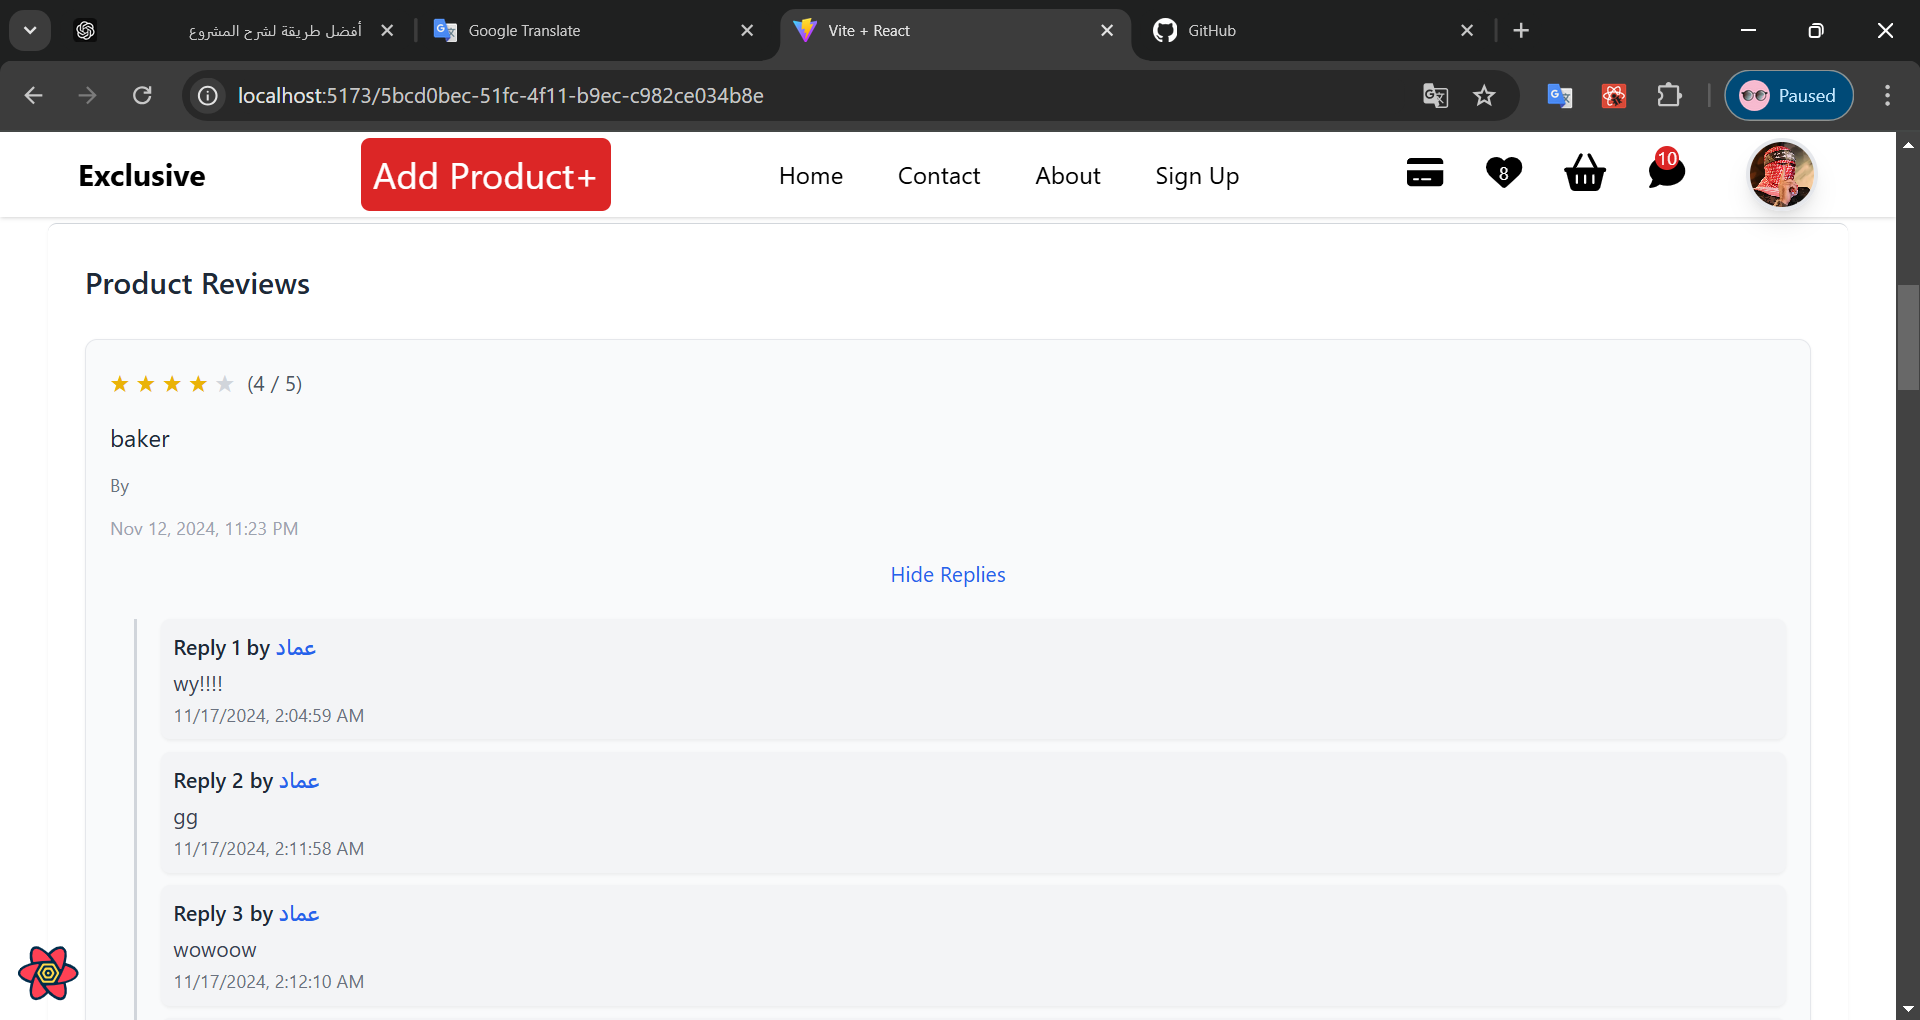 أفضل طريقة لشرح المشروع
Google Translate
Vite + React
GitHub
localhost:5173/5bcd0bec-51fc-4f11-b9ec-c982ce034b8e
Paused
Exclusive
Add Product+
Home
Contact
About
Sign Up
8
10
Product Reviews
★ ★ ★ ★ ★ (4 / 5)
baker
By
Nov 12, 2024, 11:23 PM
Hide Replies
Reply 1 by عماد
wy!!!!
11/17/2024, 2:04:59 AM
Reply 2 by عماد
gg
11/17/2024, 2:11:58 AM
Reply 3 by عماد
wowoow
11/17/2024, 2:12:10 AM